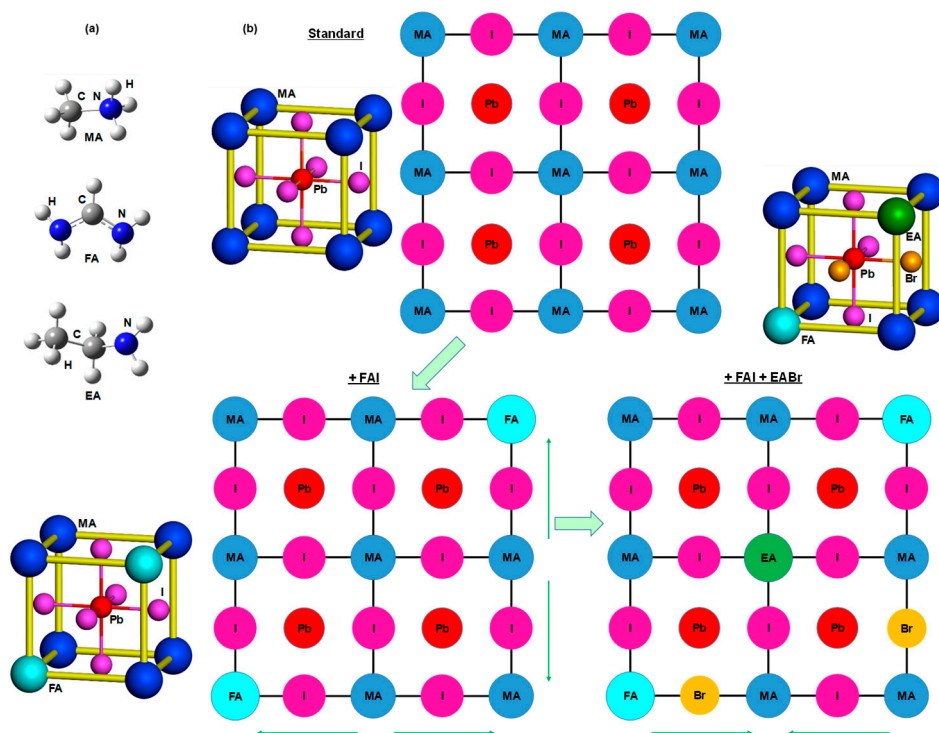 (a)
(b)
Standard
C N H
MA
H C N
FA
C N
H
EA
MA
I
Pb
MA I MA I MA
I Pb I Pb I
MA I MA I MA
I Pb I Pb I
MA I MA I MA
MA
EA
Pb
Br
I
FA
+ FAI
MA I MA I FA
I Pb I Pb I
MA I MA I MA
I Pb I Pb I
FA I MA I MA
+ FAI + EABr
MA I MA I FA
I Pb I Pb I
MA I EA I MA
I Pb I Pb Br
FA Br MA I MA
MA
I
Pb
FA